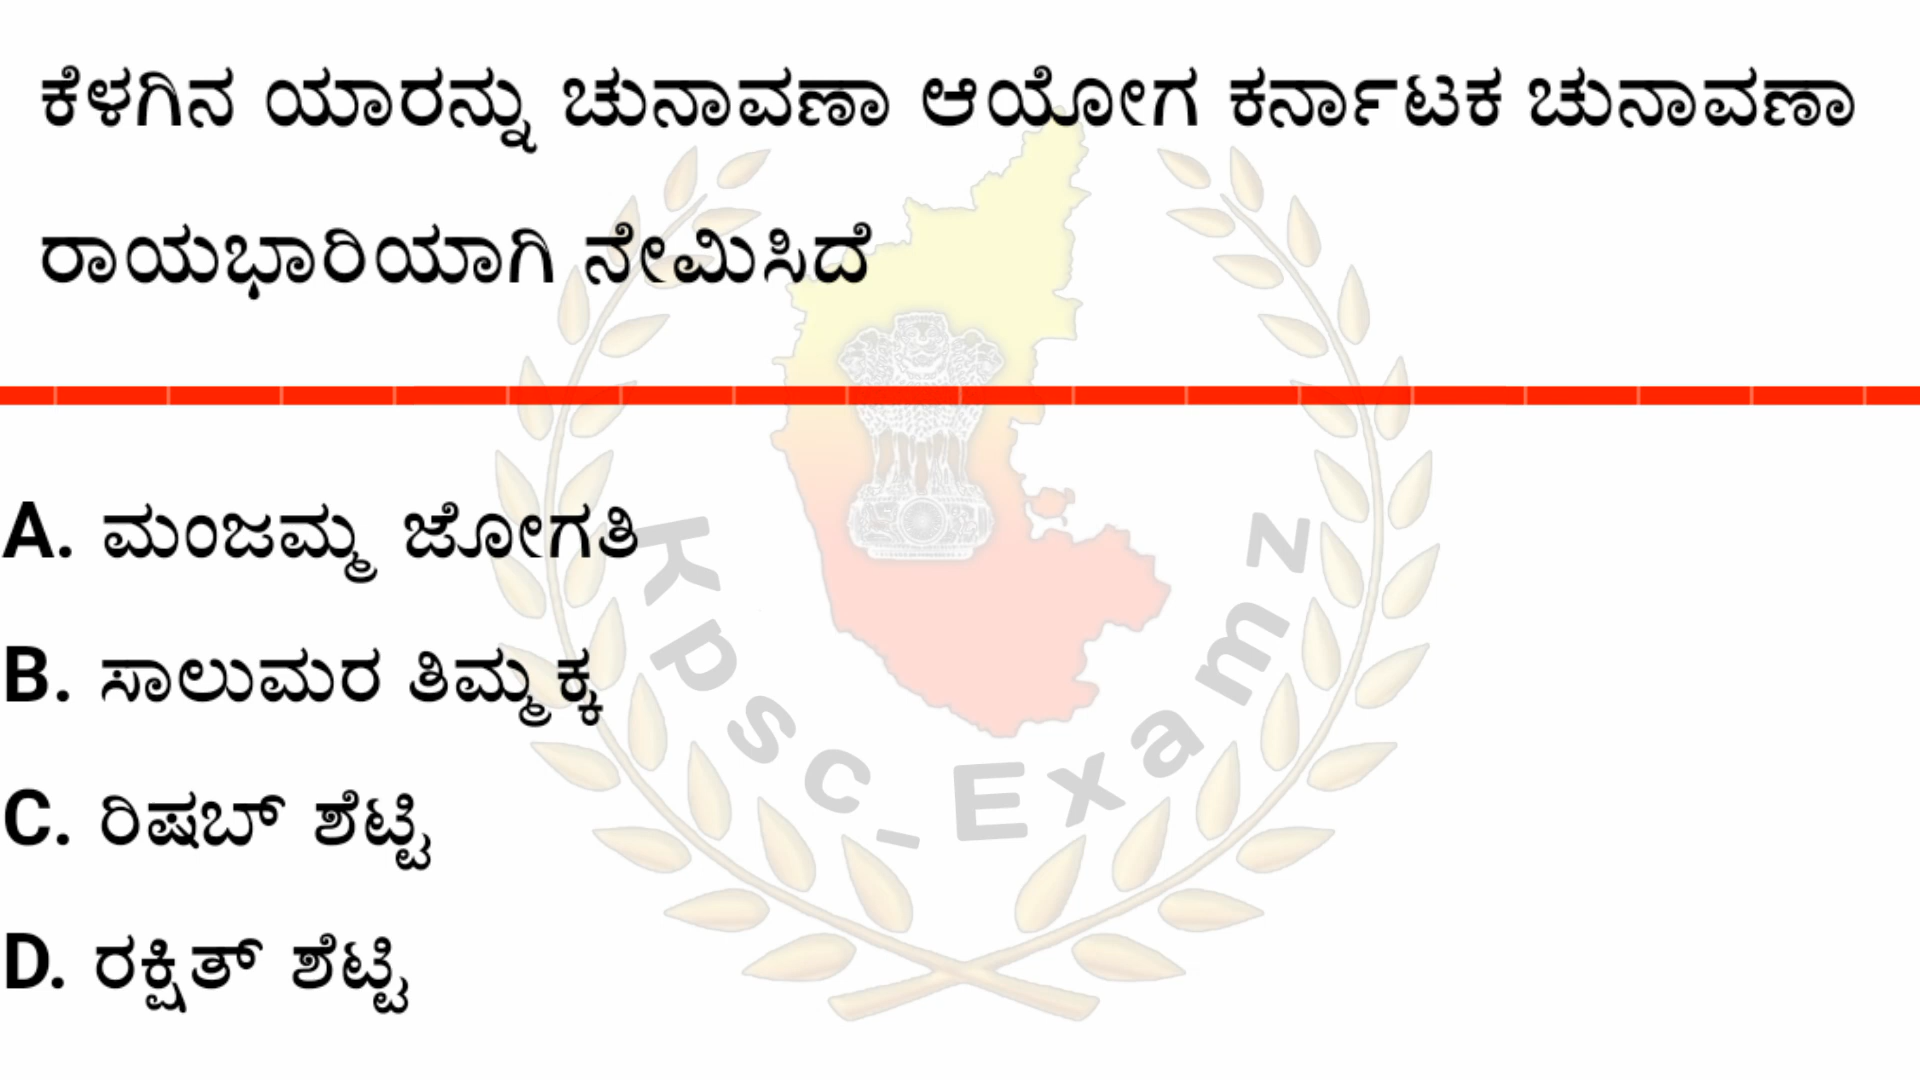 ಕೆಳಗಿನ ಯಾರನ್ನು ಚುನಾವಣಾ ಆಯೋಗ ಕರ್ನಾಟಕ ಚುನಾವಣಾ
ರಾಯಭಾರಿಯಾಗಿ ನೇಮಿಸಿದೆ
A. ಮಂಜಮ್ಮ ಜೋಗತಿ
B. ಸಾಲುಮರ ತಿಮ್ಮಕ್ಕ
C. ರಿಷಬ್ ಶೆಟ್ಟಿ
D. ರಕ್ಷಿತ್ ಶೆಟ್ಟಿ
Kpsc_Examz